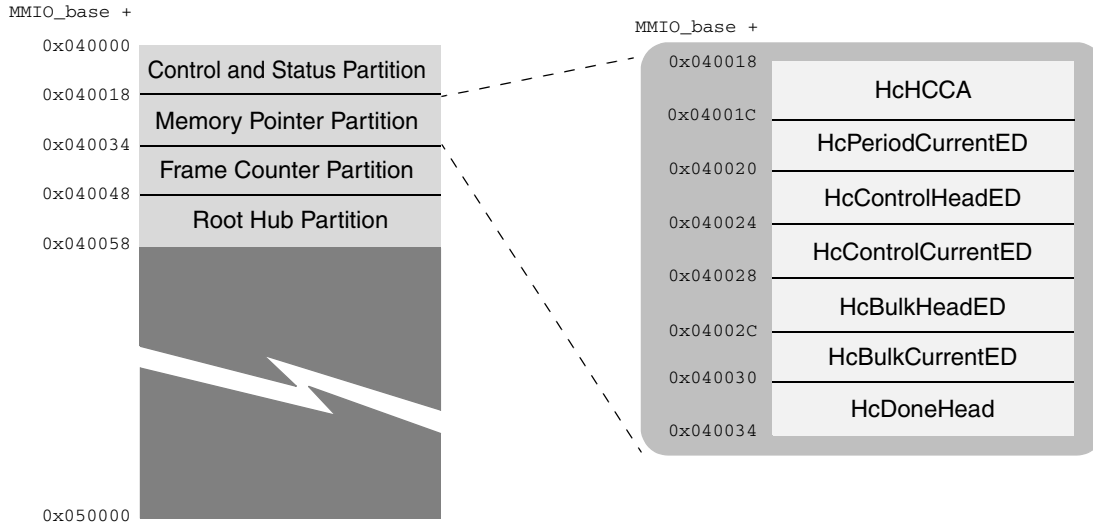 MMIO_base +
0x040000
Control and Status Partition
0x040018
Memory Pointer Partition
0x040034
Frame Counter Partition
0x040048
Root Hub Partition
0x040058
0x050000
MMIO_base +
0x040018
HcHCCA
0x04001C
HcPeriodCurrentED
0x040020
HcControlHeadED
0x040024
HcControlCurrentED
0x040028
HcBulkHeadED
0x04002C
HcBulkCurrentED
0x040030
HcDoneHead
0x040034